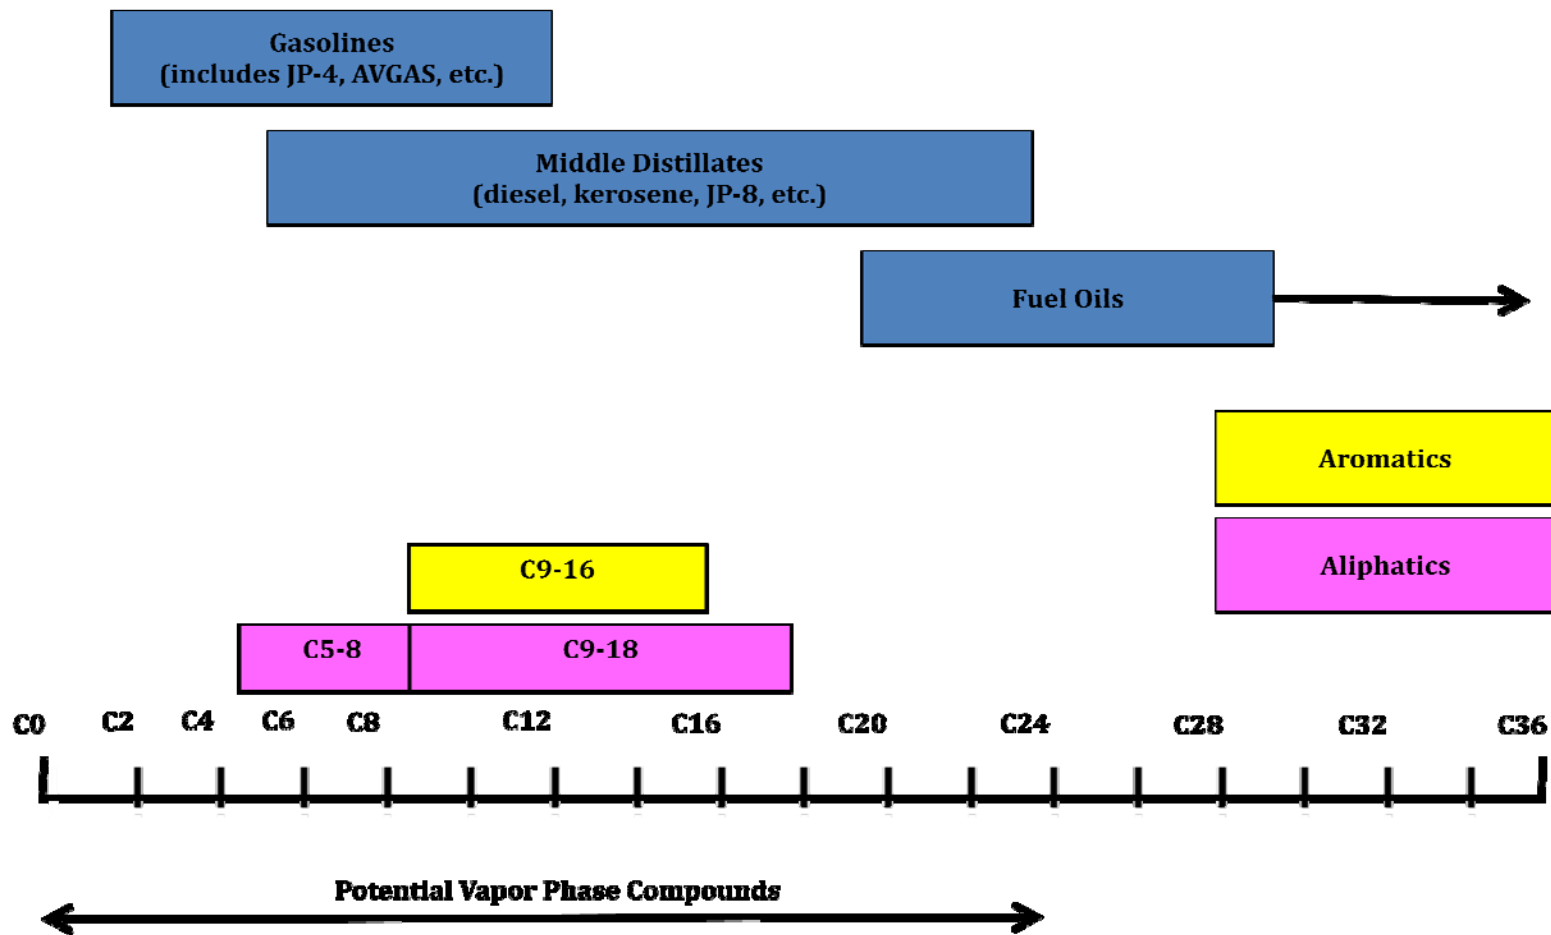 Gasolines
(includes JP-4, AVGAS, etc.)
Middle Distillates
(diesel, kerosene, JP-8, etc.)
Fuel Oils
Aromatics
Aliphatics
C9-16
C5-8
C9-18
C0
C2
C4
C6
C8
C12
C16
C20
C24
C28
C32
C36
Potential Vapor Phase Compounds